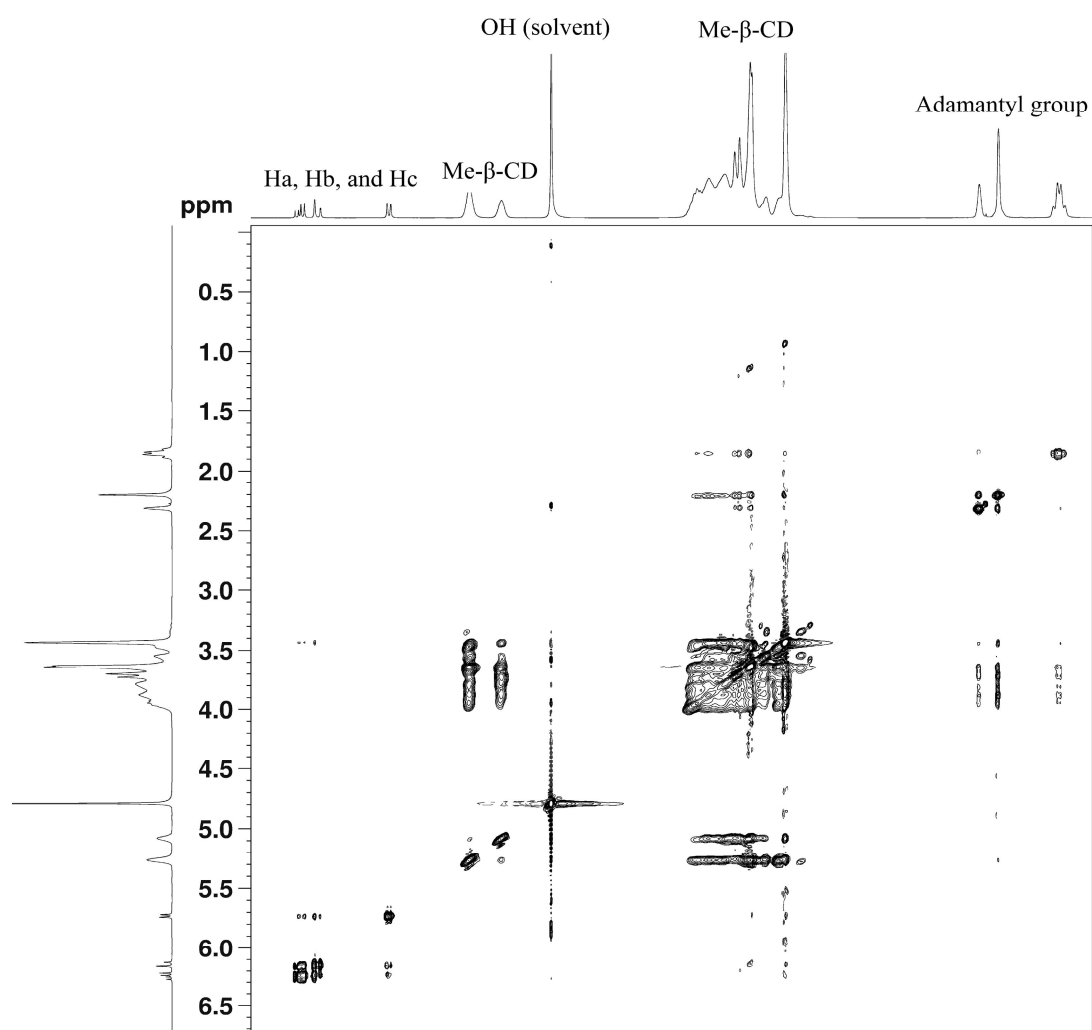 OH (solvent)
Me-β-CD
Adamantyl group
Me-β-CD
Ha, Hb, and Hc
ppm
0.5
1.0
1.5
2.0
2.5
3.0
3.5
4.0
4.5
5.0
5.5
6.0
6.5